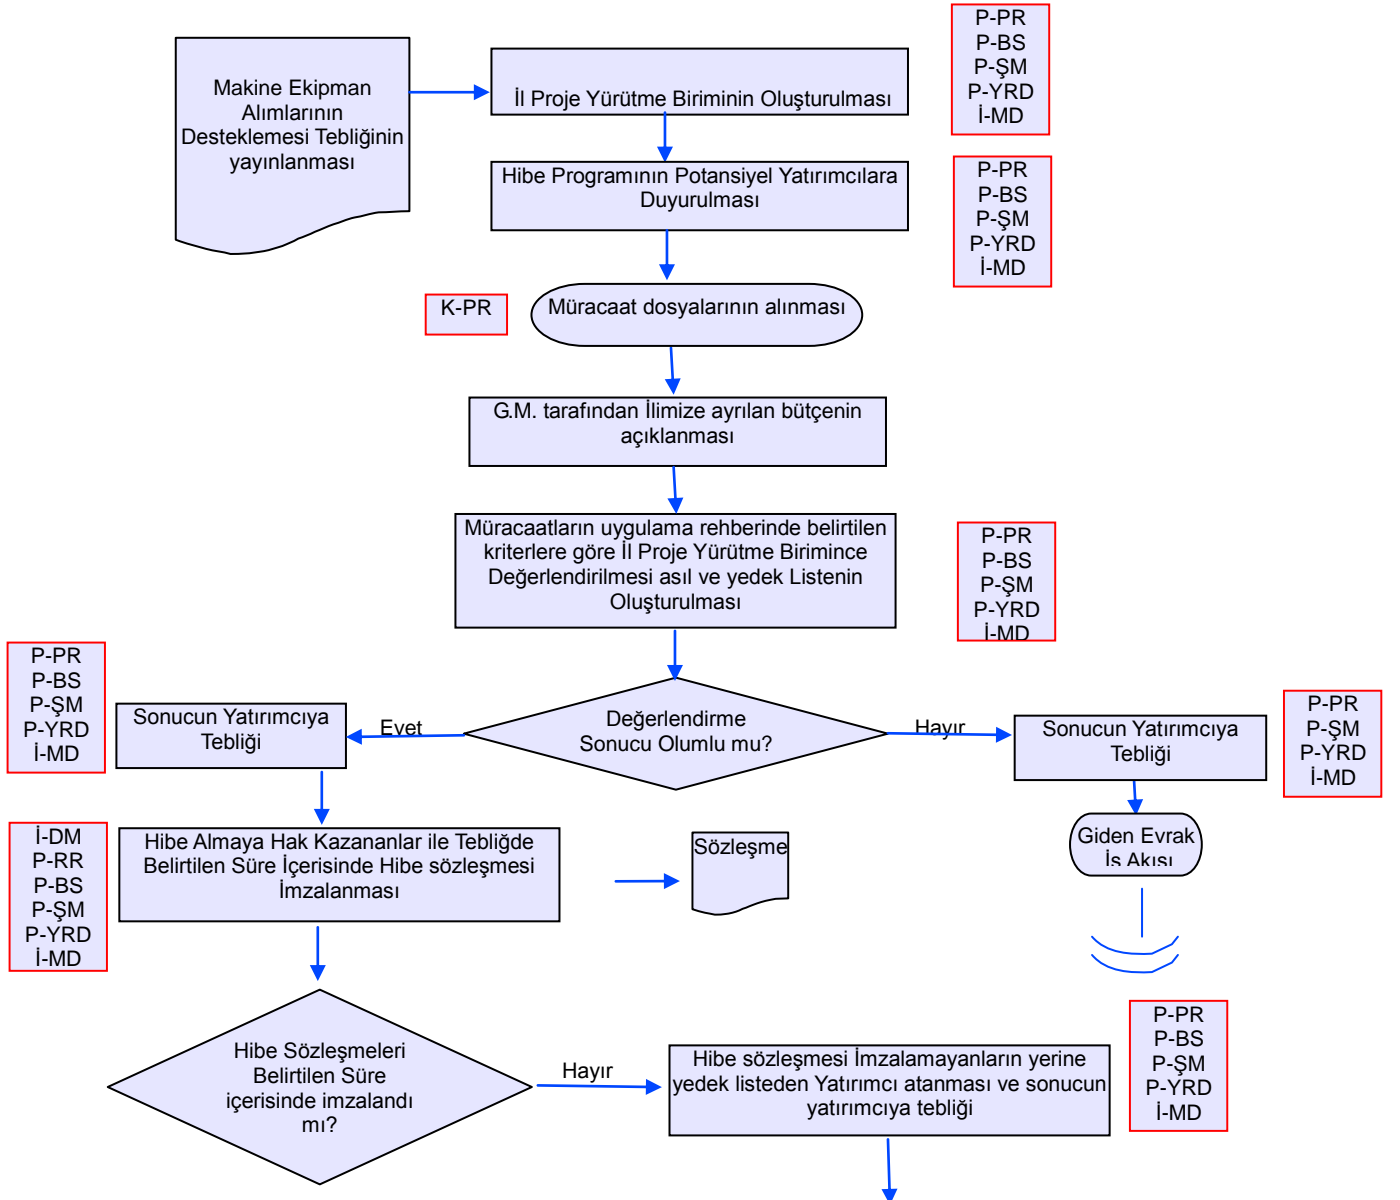 Makine Ekipman
Alımlarının
Desteklemesi Tebliğinin
yayınlanması
İl Proje Yürütme Biriminin Oluşturulması
P-PR
P-BS
P-ŞM
P-YRD
İ-MD
Hibe Programının Potansiyel Yatırımcılara
Duyurulması
P-PR
P-BS
P-ŞM
P-YRD
İ-MD
K-PR
Müracaat dosyalarının alınması
G.M. tarafından İlimize ayrılan bütçenin
açıklanması
Müracaatların uygulama rehberinde belirtilen
kriterlere göre İl Proje Yürütme Birimince
Değerlendirilmesi asıl ve yedek Listenin
Oluşturulması
P-PR
P-BS
P-ŞM
P-YRD
İ-MD
P-PR
P-BS
P-ŞM
P-YRD
İ-MD
Sonucun Yatırımcıya
Tebliği
Evet
Değerlendirme
Sonucu Olumlu mu?
Hayır
Sonucun Yatırımcıya
Tebliği
P-PR
P-ŞM
P-YRD
İ-MD
İ-DM
P-RR
P-BS
P-ŞM
P-YRD
İ-MD
Hibe Almaya Hak Kazananlar ile Tebliğde
Belirtilen Süre İçerisinde Hibe sözleşmesi
İmzalanması
Sözleşme
Giden Evrak
İş Akışı
Hibe Sözleşmeleri
Belirtilen Süre
içerisinde imzalandı
mı?
Hayır
Hibe sözleşmesi İmzalamayanların yerine
yedek listeden Yatırımcı atanması ve sonucun
yatırımcıya tebliği
P-PR
P-BS
P-ŞM
P-YRD
İ-MD